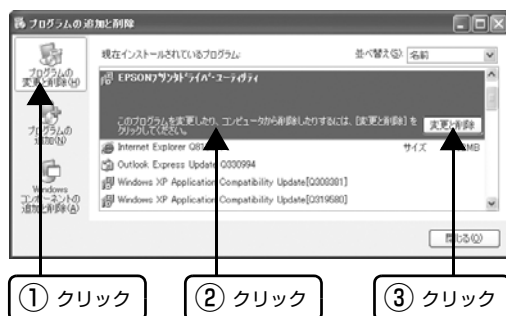 プログラムの追加と削除
プログラムの
変更と削除(H)
プログラムの
追加(N)
Windows
コンポーネントの
追加と削除(A)
現在インストールされているプログラム:
並べ替え(S): 名前
EPSONプリンタドライバ・ユーティリティ
このプログラムを変更したり、コンピュータから削除したりするには、[変更と削除] を
クリックしてください。
変更と削除
Internet Explorer Q81
サイズ
MB
Outlook Express Update Q330994
Windows XP Application Compatibility Update[Q308381]
Windows XP Application Compatibility Update[Q319580]
閉じる(O)
① クリック
② クリック
③ クリック